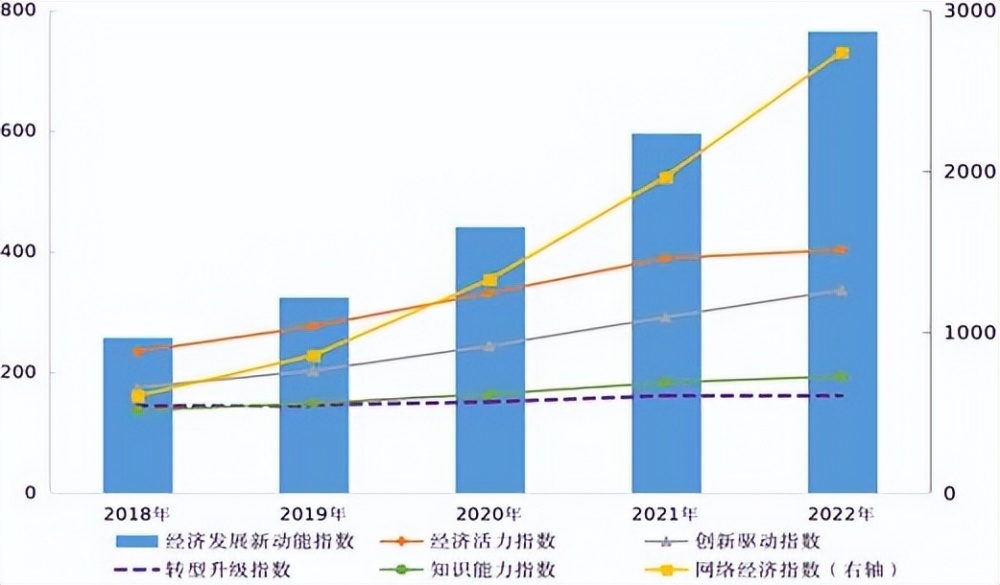 800
3000
600
2000
400
1000
200
0
0
2018年
2019年
2020年
2021年
2022年
经济发展新动能指数
经济活力指数
创新驱动指数
转型升级指数
知识能力指数
网络经济指数（右轴）